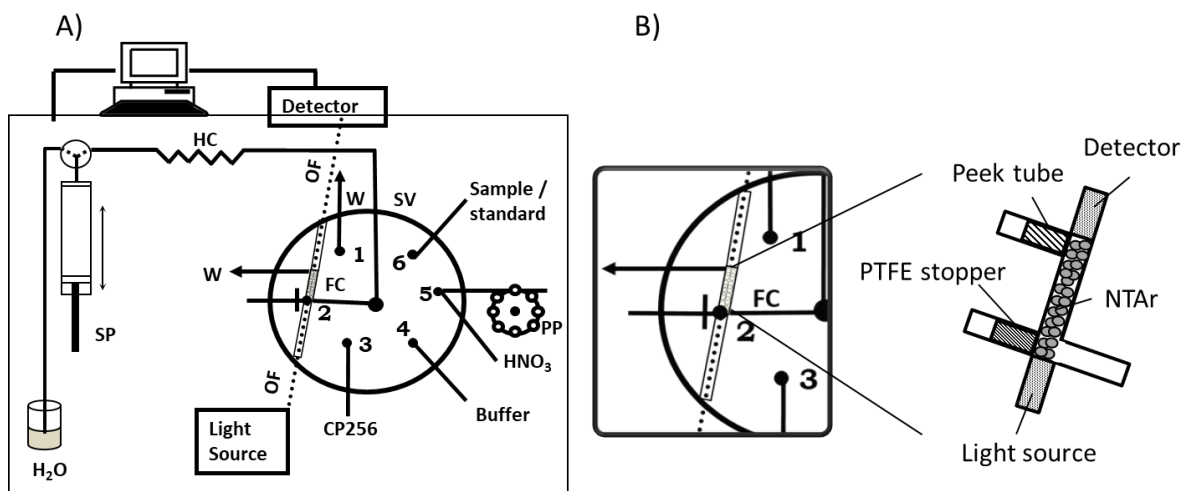 A)
B)
Detector
HC
OF
W
SV
Sample /
standard
1
6
W
FC
5
2
PP
SP
3
4
HNO₃
OF
Buffer
Light
Source
CP256
H₂O
1
FC
2
3
Detector
Peek tube
PTFE stopper
NTAr
Light source